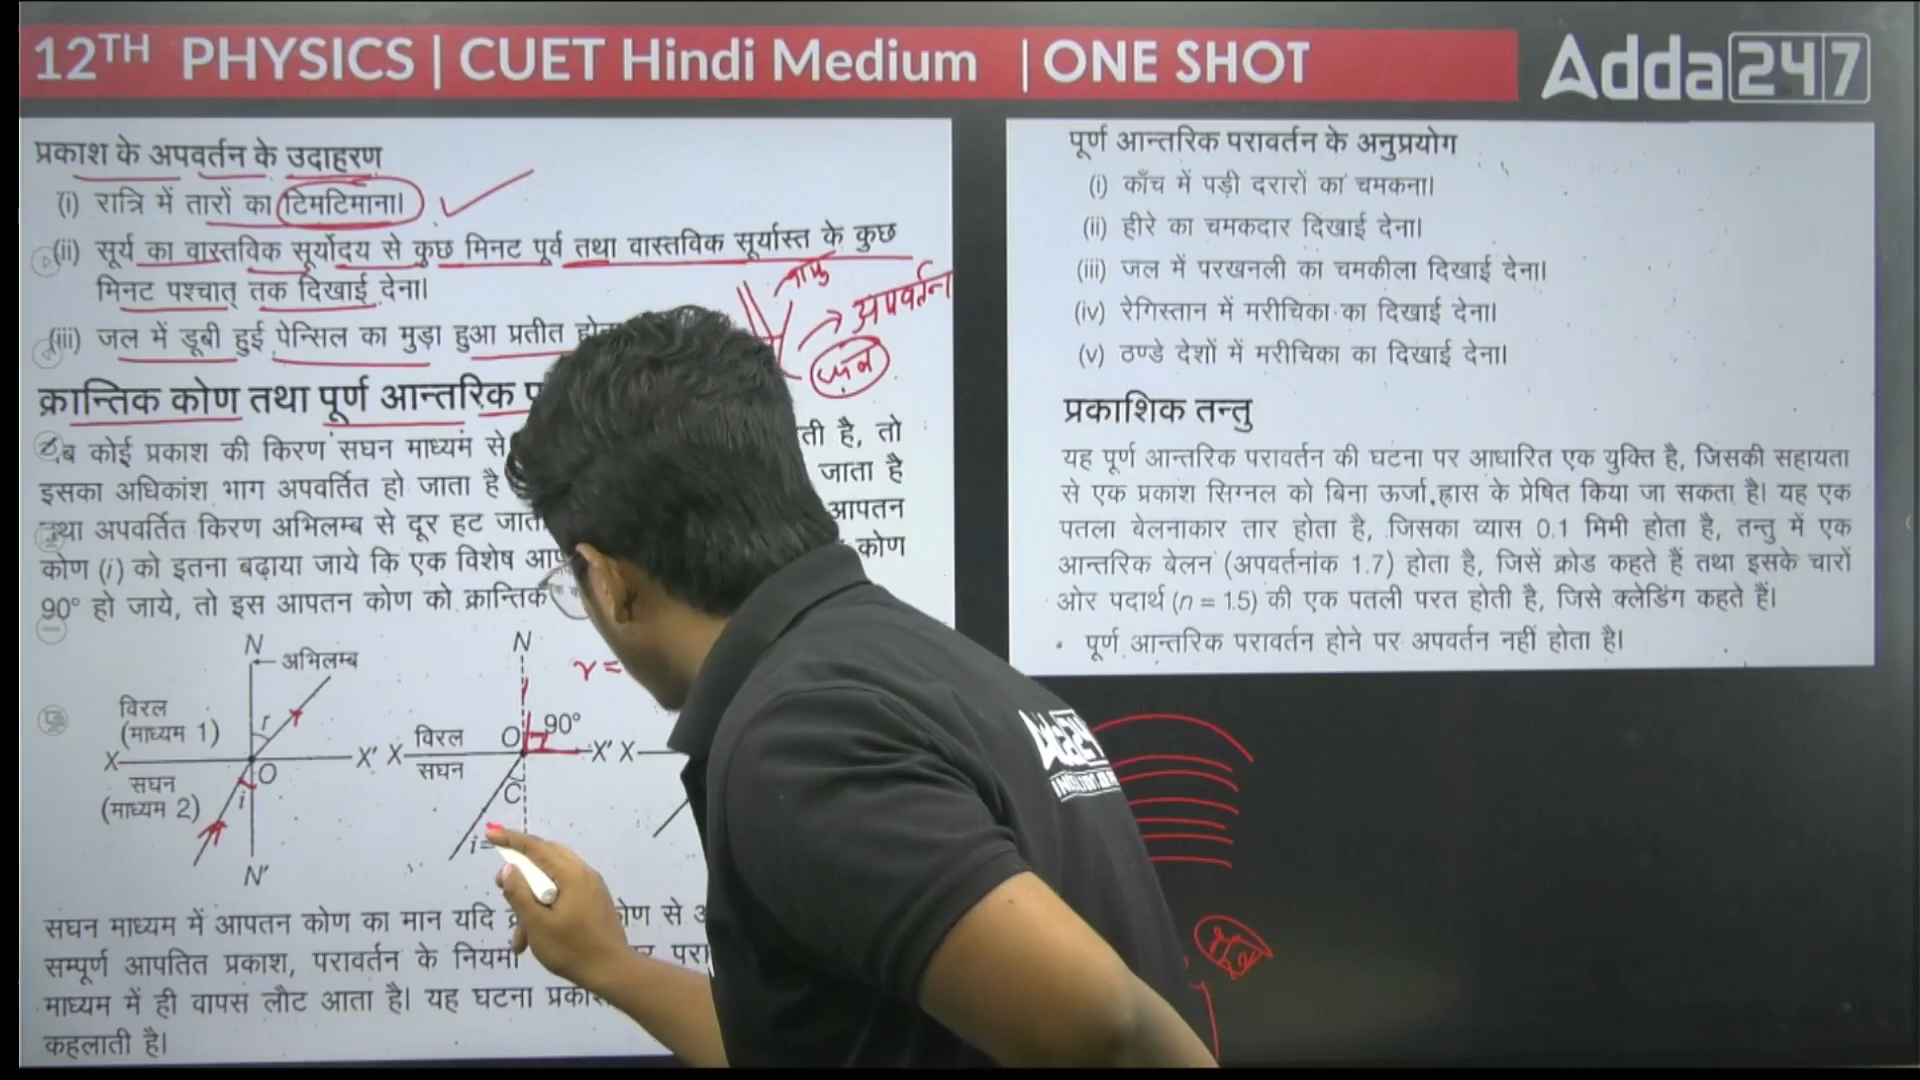 12TH PHYSICS | CUET Hindi Medium | ONE SHOT
Adda 247
प्रकाश के अपवर्तन के उदाहरण
(i) रात्रि में तारों का टिमटिमाना।
(ii) सूर्य का वास्तविक सूर्योदय से कुछ मिनट पूर्व तथा वास्तविक सूर्यास्त के कुछ
मिनट पश्चात् तक दिखाई देना।
(iii) जल में डूबी हुई पेन्सिल का मुड़ा हुआ प्रतीत
वायु
अपवर्तन
जल
क्रान्तिक कोण तथा पूर्ण आन्तरिक
कोई प्रकाश की किरण सघन माध्यम से ती है, तो
इसका अधिकांश भाग अपवर्तित हो जाता है जाता है
तथा अपवर्तित किरण अभिलम्ब से दूर हट आपतन
कोण (i) को इतना बढ़ाया जाये कि एक विशेष कोण
90° हो जाये, तो इस आपतन कोण को क्रान्तिक
N
अभिलम्ब
विरल
(माध्यम 1)
r
X
X'
सघन
(माध्यम 2)
O
i
N'
N
r =
विरल
O
90°
X
X'
सघन
C
i=
X
सघन माध्यम में आपतन कोण का मान यदि कोण से
सम्पूर्ण आपतित प्रकाश, परावर्तन के नियमों
माध्यम में ही वापस लौट आता है। यह घटना
कहलाती है।
पूर्ण आन्तरिक परावर्तन के अनुप्रयोग
(i) काँच में पड़ी दरारों का चमकना।
(ii) हीरे का चमकदार दिखाई देना।
(iii) जल में परखनली का चमकीला दिखाई देना।
(iv) रेगिस्तान में मरीचिका का दिखाई देना।
(v) ठण्डे देशों में मरीचिका का दिखाई देना।
प्रकाशिक तन्तु
यह पूर्ण आन्तरिक परावर्तन की घटना पर आधारित एक युक्ति है, जिसकी सहायता
से एक प्रकाश सिग्नल को बिना ऊर्जा ह्रास के प्रेषित किया जा सकता है। यह एक
पतला बेलनाकार तार होता है, जिसका व्यास 0.1 मिमी होता है, तन्तु में एक
आन्तरिक बेलन (अपवर्तनांक 1.7) होता है, जिसे क्रोड कहते हैं तथा इसके चारों
ओर पदार्थ (n = 1.5) की एक पतली परत होती है, जिसे क्लेडिंग कहते हैं।
• पूर्ण आन्तरिक परावर्तन होने पर अपवर्तन नहीं होता है।